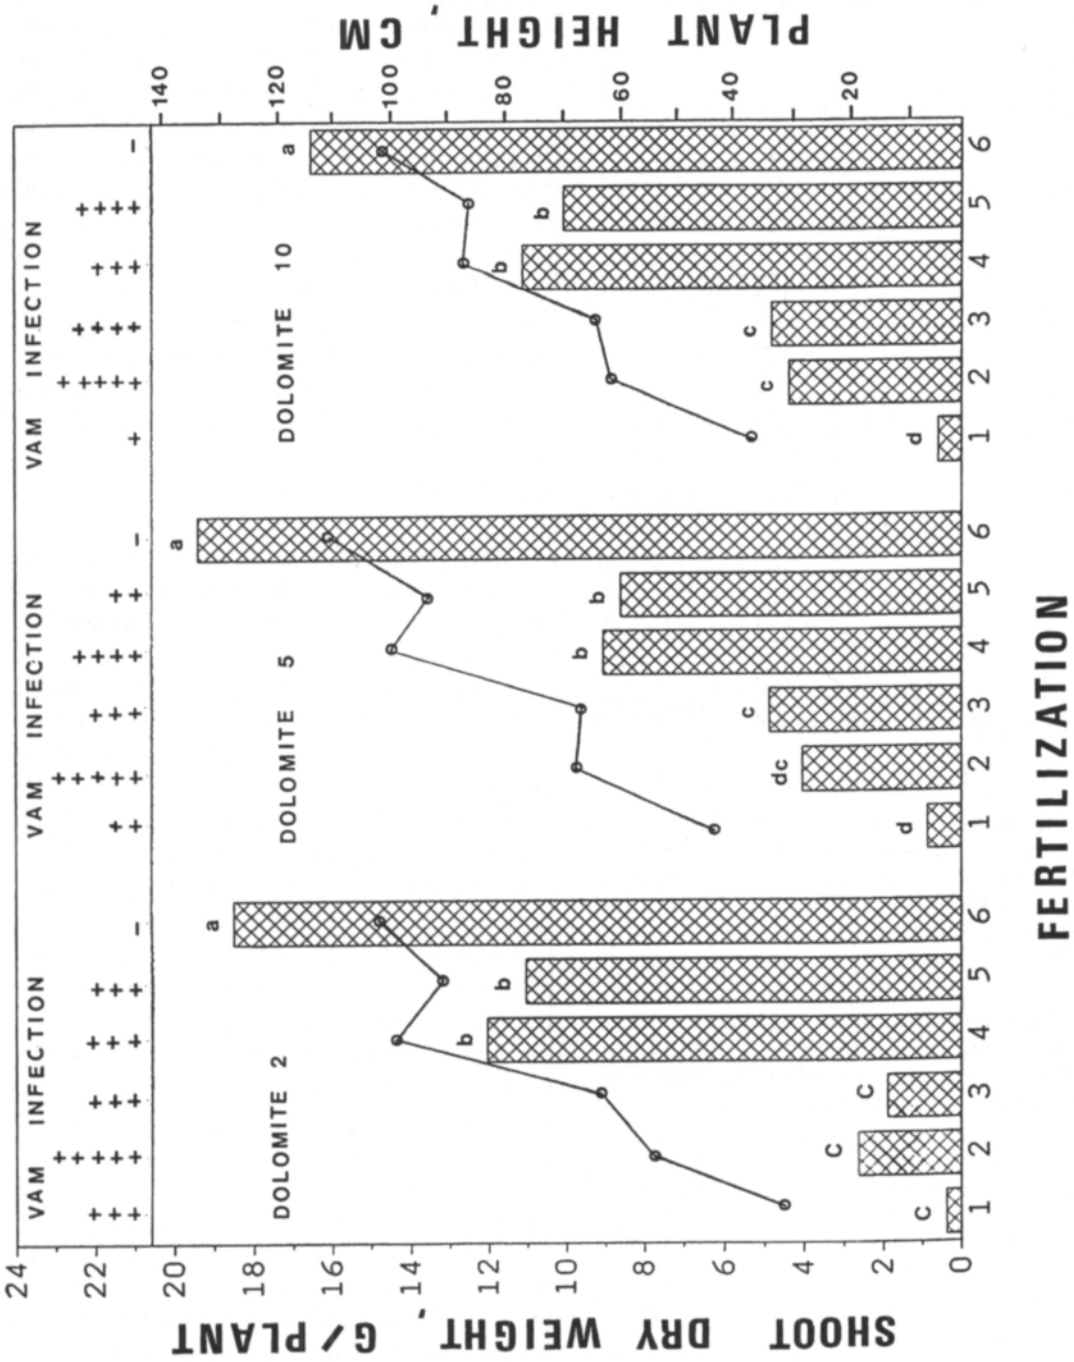 VAM INFECTION VAM INFECTION VAM INFECTION
+++ +++++ +++ +++ +++ − ++ +++++ +++ ++++ ++ − + +++++ ++++ +++ ++++ −
24
22
20
18
16
14
12
10
8
6
4
2
0
SHOOT DRY WEIGHT, G/PLANT
DOLOMITE 2
C C C b b a
DOLOMITE 5
d dc c b b a
DOLOMITE 10
d c c b b a
140
120
100
80
60
40
20
PLANT HEIGHT, CM
1 2 3 4 5 6 1 2 3 4 5 6 1 2 3 4 5 6
FERTILIZATION